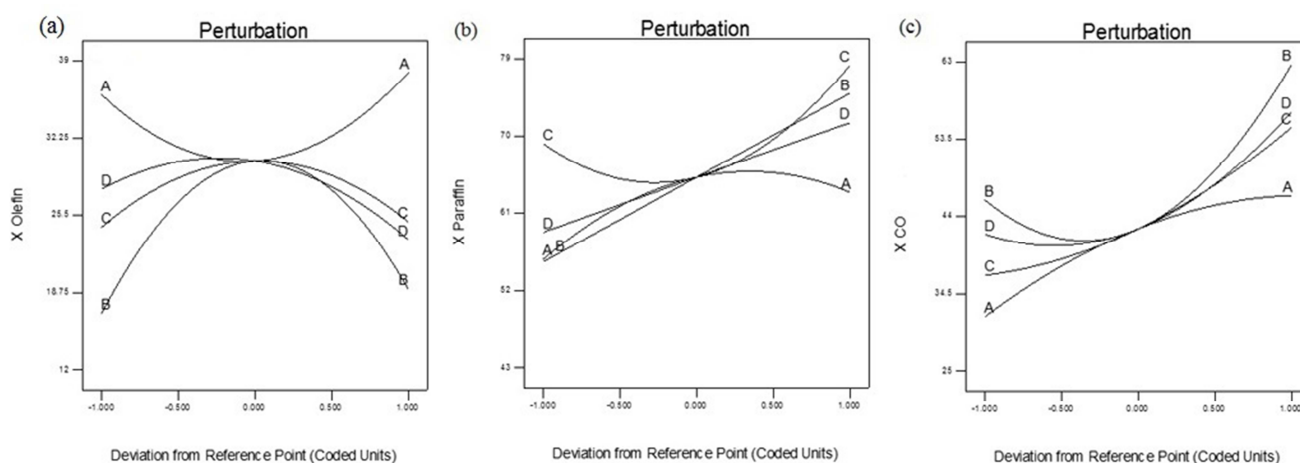 (a)
Perturbation
39
32.25
25.5
18.75
12
X Olefin
A
A
D
C
B
C
D
B
-1.000 -0.500 0.000 0.500 1.000
Deviation from Reference Point (Coded Units)
(b)
Perturbation
79
70
61
52
43
X Paraffin
C
D
A B
C
B
D
A
-1.000 -0.500 0.000 0.500 1.000
Deviation from Reference Point (Coded Units)
(c)
Perturbation
63
53.5
44
34.5
25
X CO
B
D
C
A
B
D
C
A
-1.000 -0.500 0.000 0.500 1.000
Deviation from Reference Point (Coded Units)